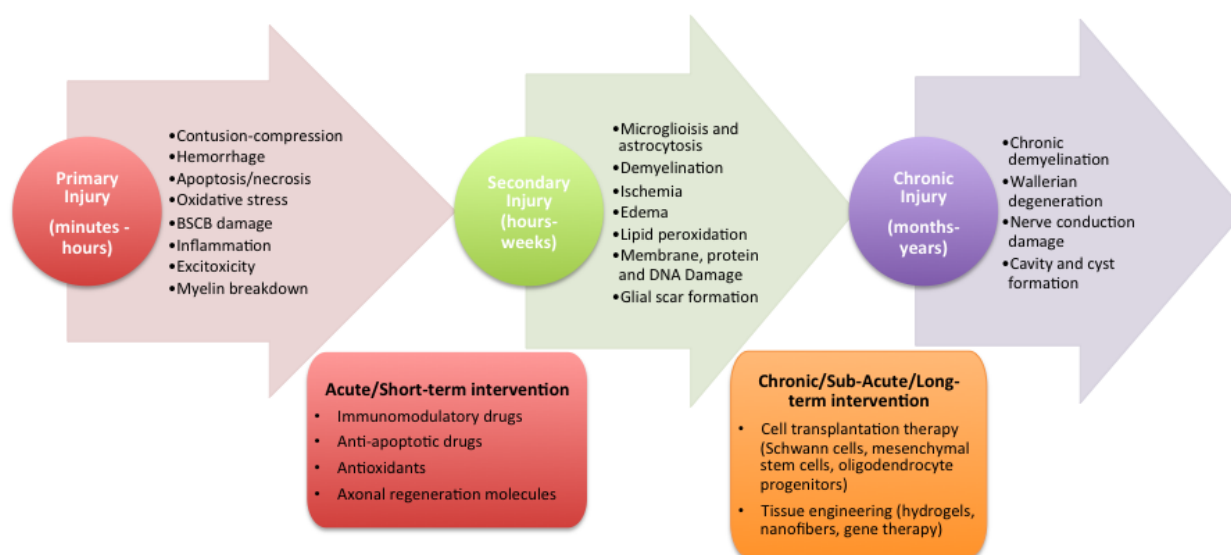 Primary
Injury
(minutes -
hours)
•Contusion-compression
•Hemorrhage
•Apoptosis/necrosis
•Oxidative stress
•BSCB damage
•Inflammation
•Excitoxicity
•Myelin breakdown
Secondary
Injury
(hours-
weeks)
•Microglioisis and
astrocytosis
•Demyelination
•Ischemia
•Edema
•Lipid peroxidation
•Membrane, protein
and DNA Damage
•Glial scar formation
Chronic
Injury
(months-
years)
•Chronic
demyelination
•Wallerian
degeneration
•Nerve conduction
damage
•Cavity and cyst
formation
Acute/Short-term intervention
• Immunomodulatory drugs
• Anti-apoptotic drugs
• Antioxidants
• Axonal regeneration molecules
Chronic/Sub-Acute/Long-
term intervention
• Cell transplantation therapy
(Schwann cells, mesenchymal
stem cells, oligodendrocyte
progenitors)
• Tissue engineering (hydrogels,
nanofibers, gene therapy)